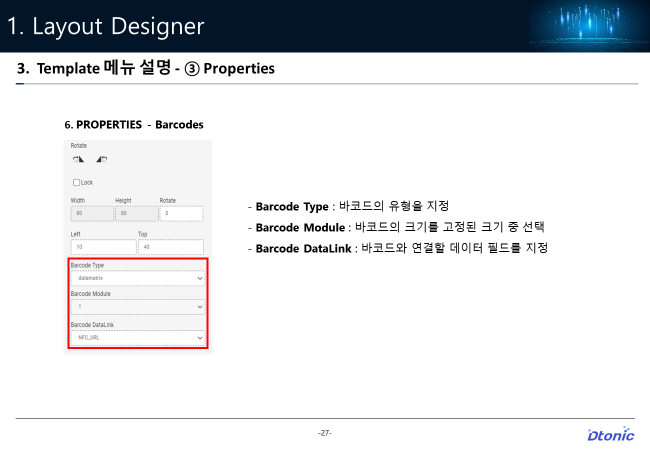 1. Layout Designer
3. Template 메뉴 설명 - ③ Properties
6. PROPERTIES - Barcodes
Rotate
Lock
Width Height Rotate
80 80 0
Left Top
10 40
Barcode Type
datamatrix
Barcode Module
1
Barcode DataLink
NFC_URL
- Barcode Type : 바코드의 유형을 지정
- Barcode Module : 바코드의 크기를 고정된 크기 중 선택
- Barcode DataLink : 바코드와 연결할 데이터 필드를 지정
-27-
Dtonic